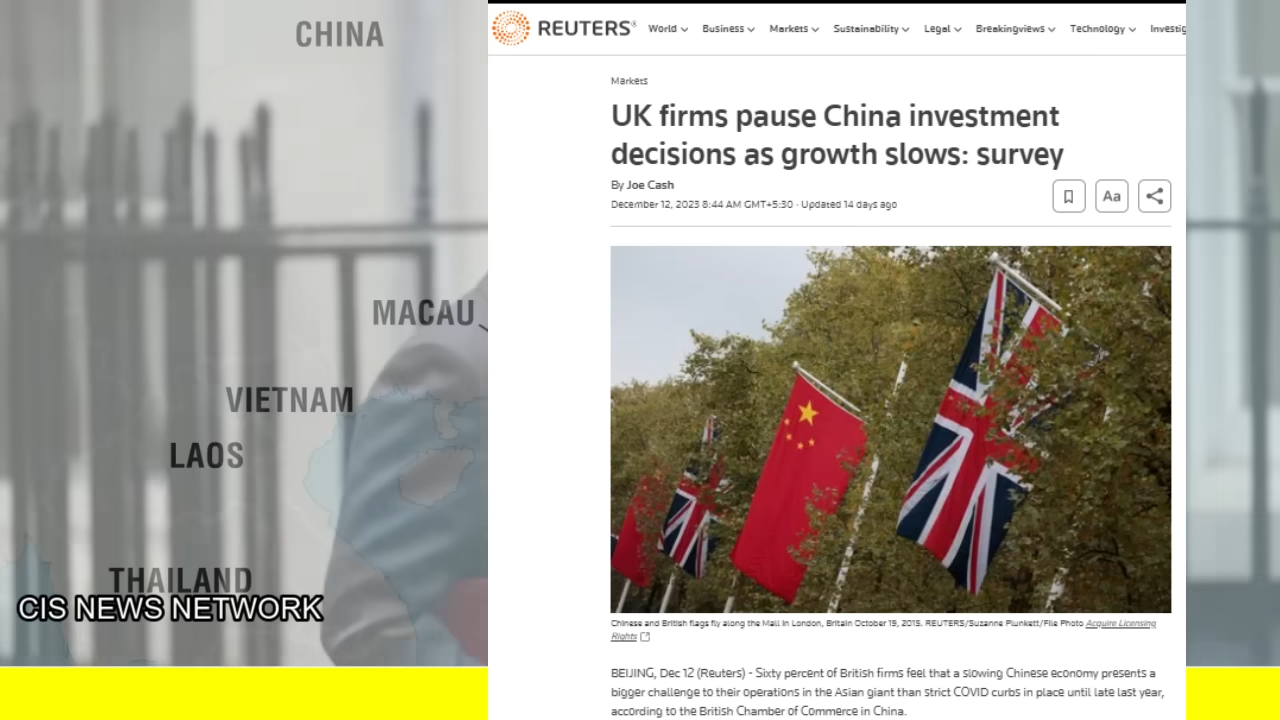 CHINA
MACAU
VIETNAM
LAOS
THAILAND
CIS NEWS NETWORK
REUTERS®
World Business Markets Sustainability Legal Breakingviews Technology Investig
Markets
UK firms pause China investment
decisions as growth slows: survey
By Joe Cash
December 12, 2023 8:44 AM GMT+5:30 · Updated 14 days ago
Aa
Chinese and British flags fly along the Mall in London, Britain October 19, 2015. REUTERS/Suzanne Plunkett/File Photo Acquire Licensing
Rights
BEIJING, Dec 12 (Reuters) - Sixty percent of British firms feel that a slowing Chinese economy presents a
bigger challenge to their operations in the Asian giant than strict COVID curbs in place until late last year,
according to the British Chamber of Commerce in China.